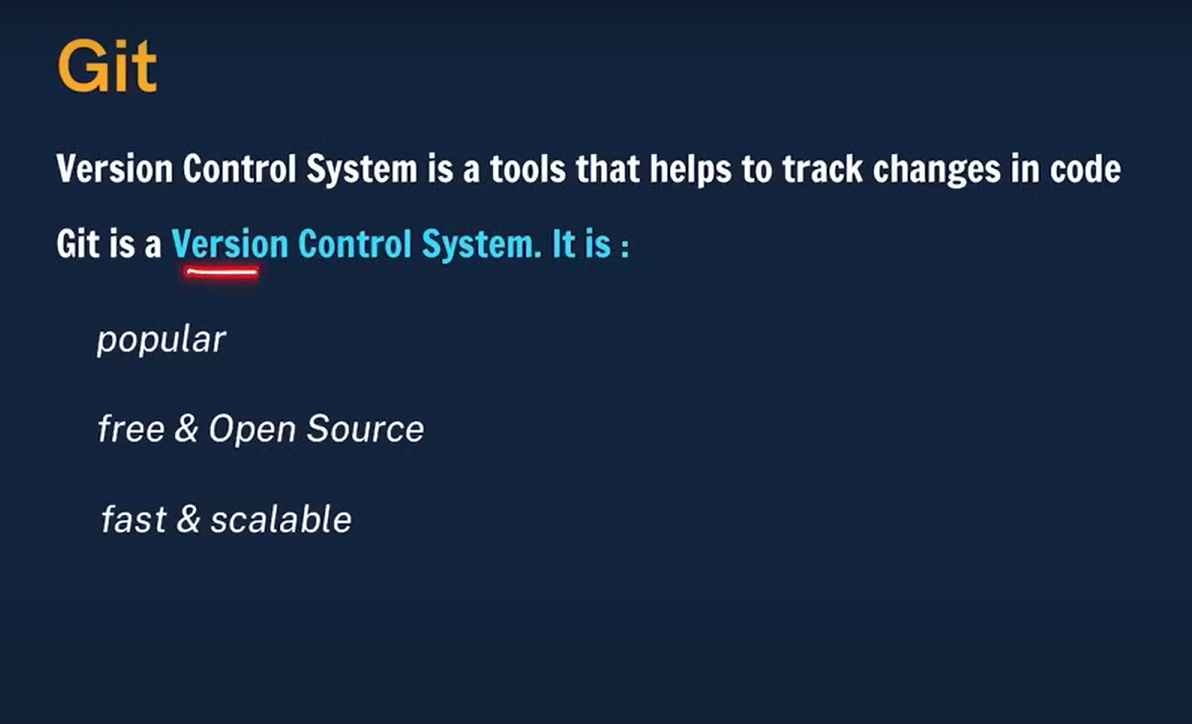 Git
Version Control System is a tools that helps to track changes in code
Git is a Version Control System. It is :
popular
free & Open Source
fast & scalable